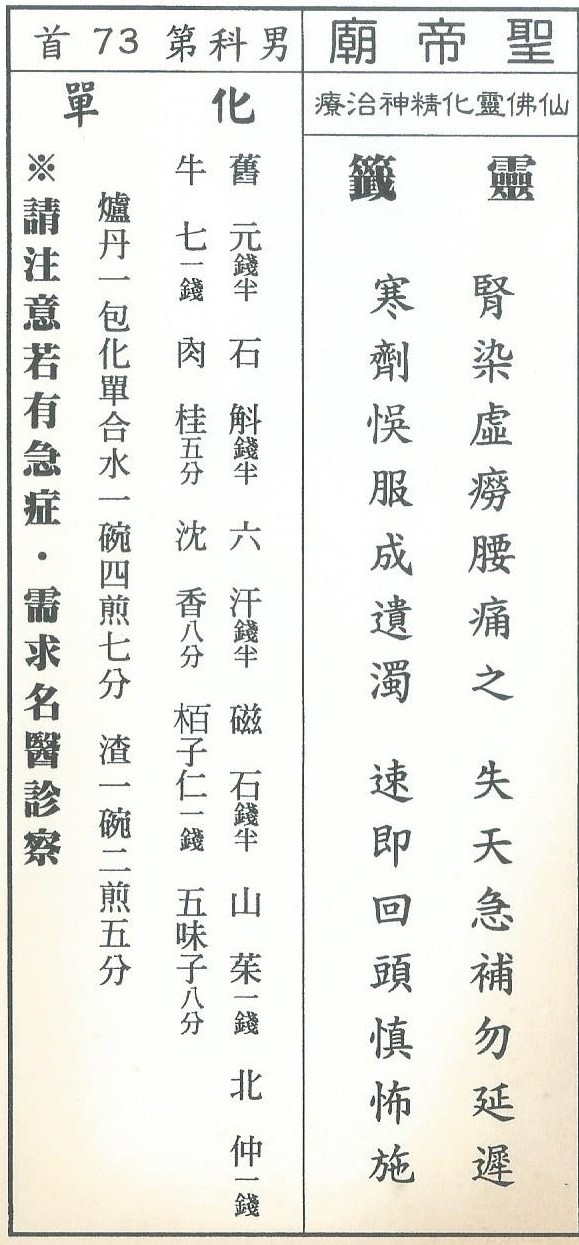 聖帝廟
仙佛靈化精神治療
靈籤
腎染虛癆腰痛之 失天急補勿延遲
寒劑悞服成遺濁 速即回頭慎怖施
男科第73首
化單
舊元錢半 石斛錢半 六汗錢半 磁石錢半 山茱一錢 北仲一錢
牛七一錢 肉桂五分 沈香八分 栢子仁一錢 五味子八分
爐丹一包化單合水一碗四煎七分 渣一碗二煎五分
※請注意若有急症・需求名醫診察